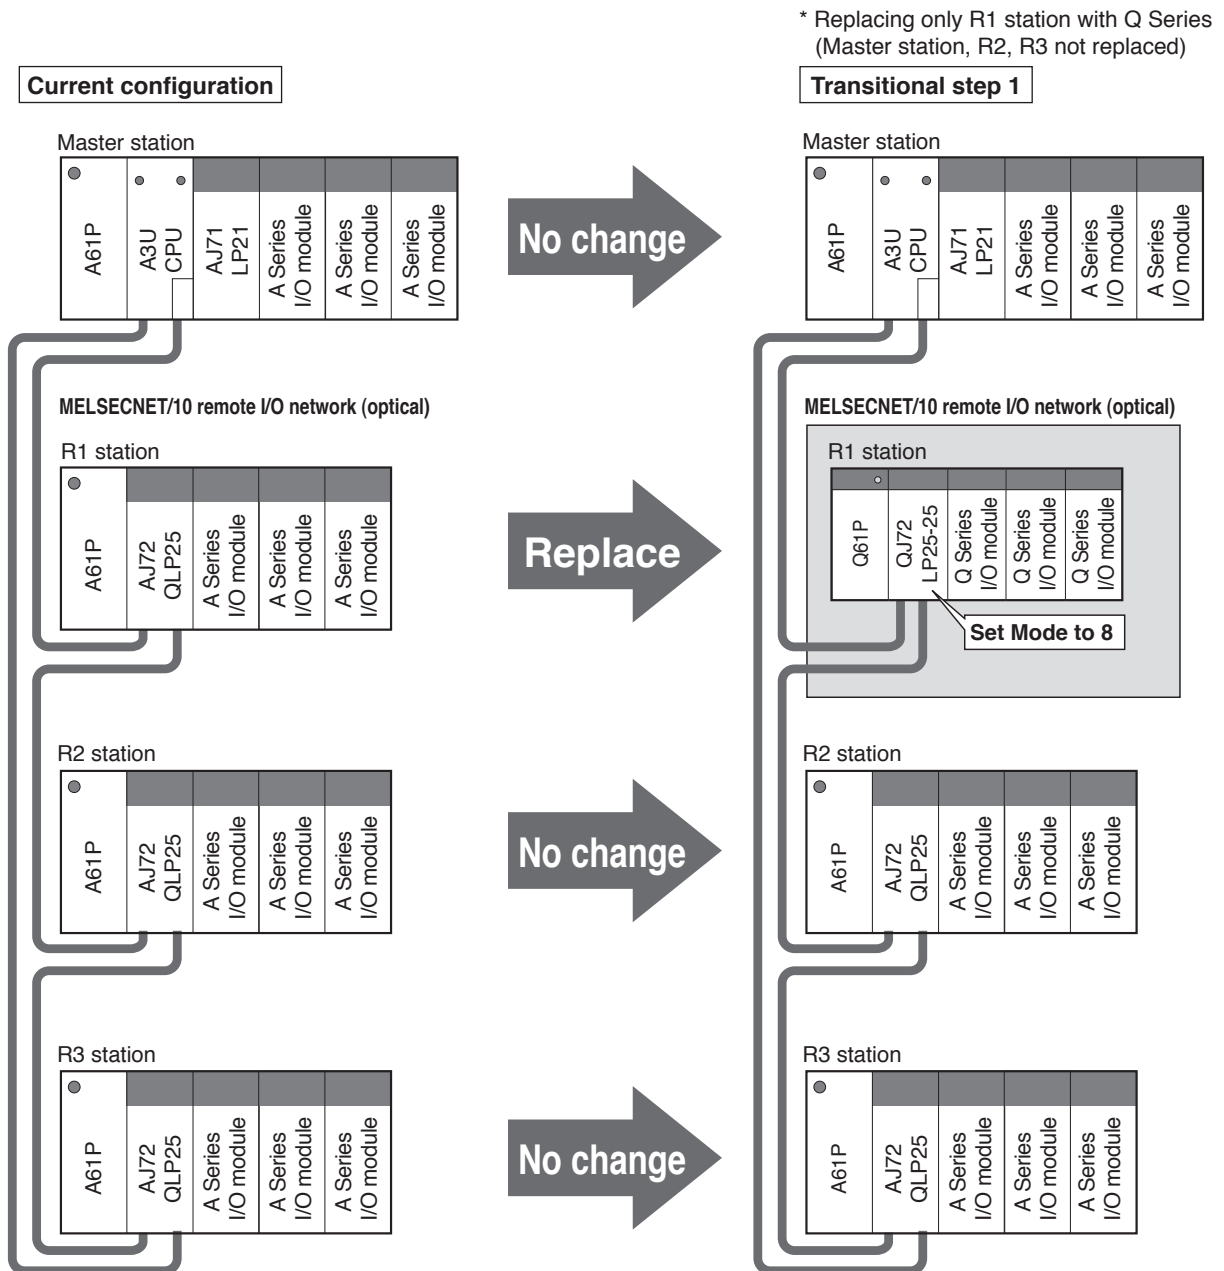 * Replacing only R1 station with Q Series
(Master station, R2, R3 not replaced)
Current configuration
Transitional step 1
Master station
A61P
A3U
CPU
AJ71
LP21
A Series
I/O module
A Series
I/O module
A Series
I/O module
No change
Master station
A61P
A3U
CPU
AJ71
LP21
A Series
I/O module
A Series
I/O module
A Series
I/O module
MELSECNET/10 remote I/O network (optical)
R1 station
A61P
AJ72
QLP25
A Series
I/O module
A Series
I/O module
A Series
I/O module
Replace
MELSECNET/10 remote I/O network (optical)
R1 station
Q61P
QJ72
LP25-25
Q Series
I/O module
Q Series
I/O module
Q Series
I/O module
Set Mode to 8
R2 station
A61P
AJ72
QLP25
A Series
I/O module
A Series
I/O module
A Series
I/O module
No change
R2 station
A61P
AJ72
QLP25
A Series
I/O module
A Series
I/O module
A Series
I/O module
R3 station
A61P
AJ72
QLP25
A Series
I/O module
A Series
I/O module
A Series
I/O module
No change
R3 station
A61P
AJ72
QLP25
A Series
I/O module
A Series
I/O module
A Series
I/O module